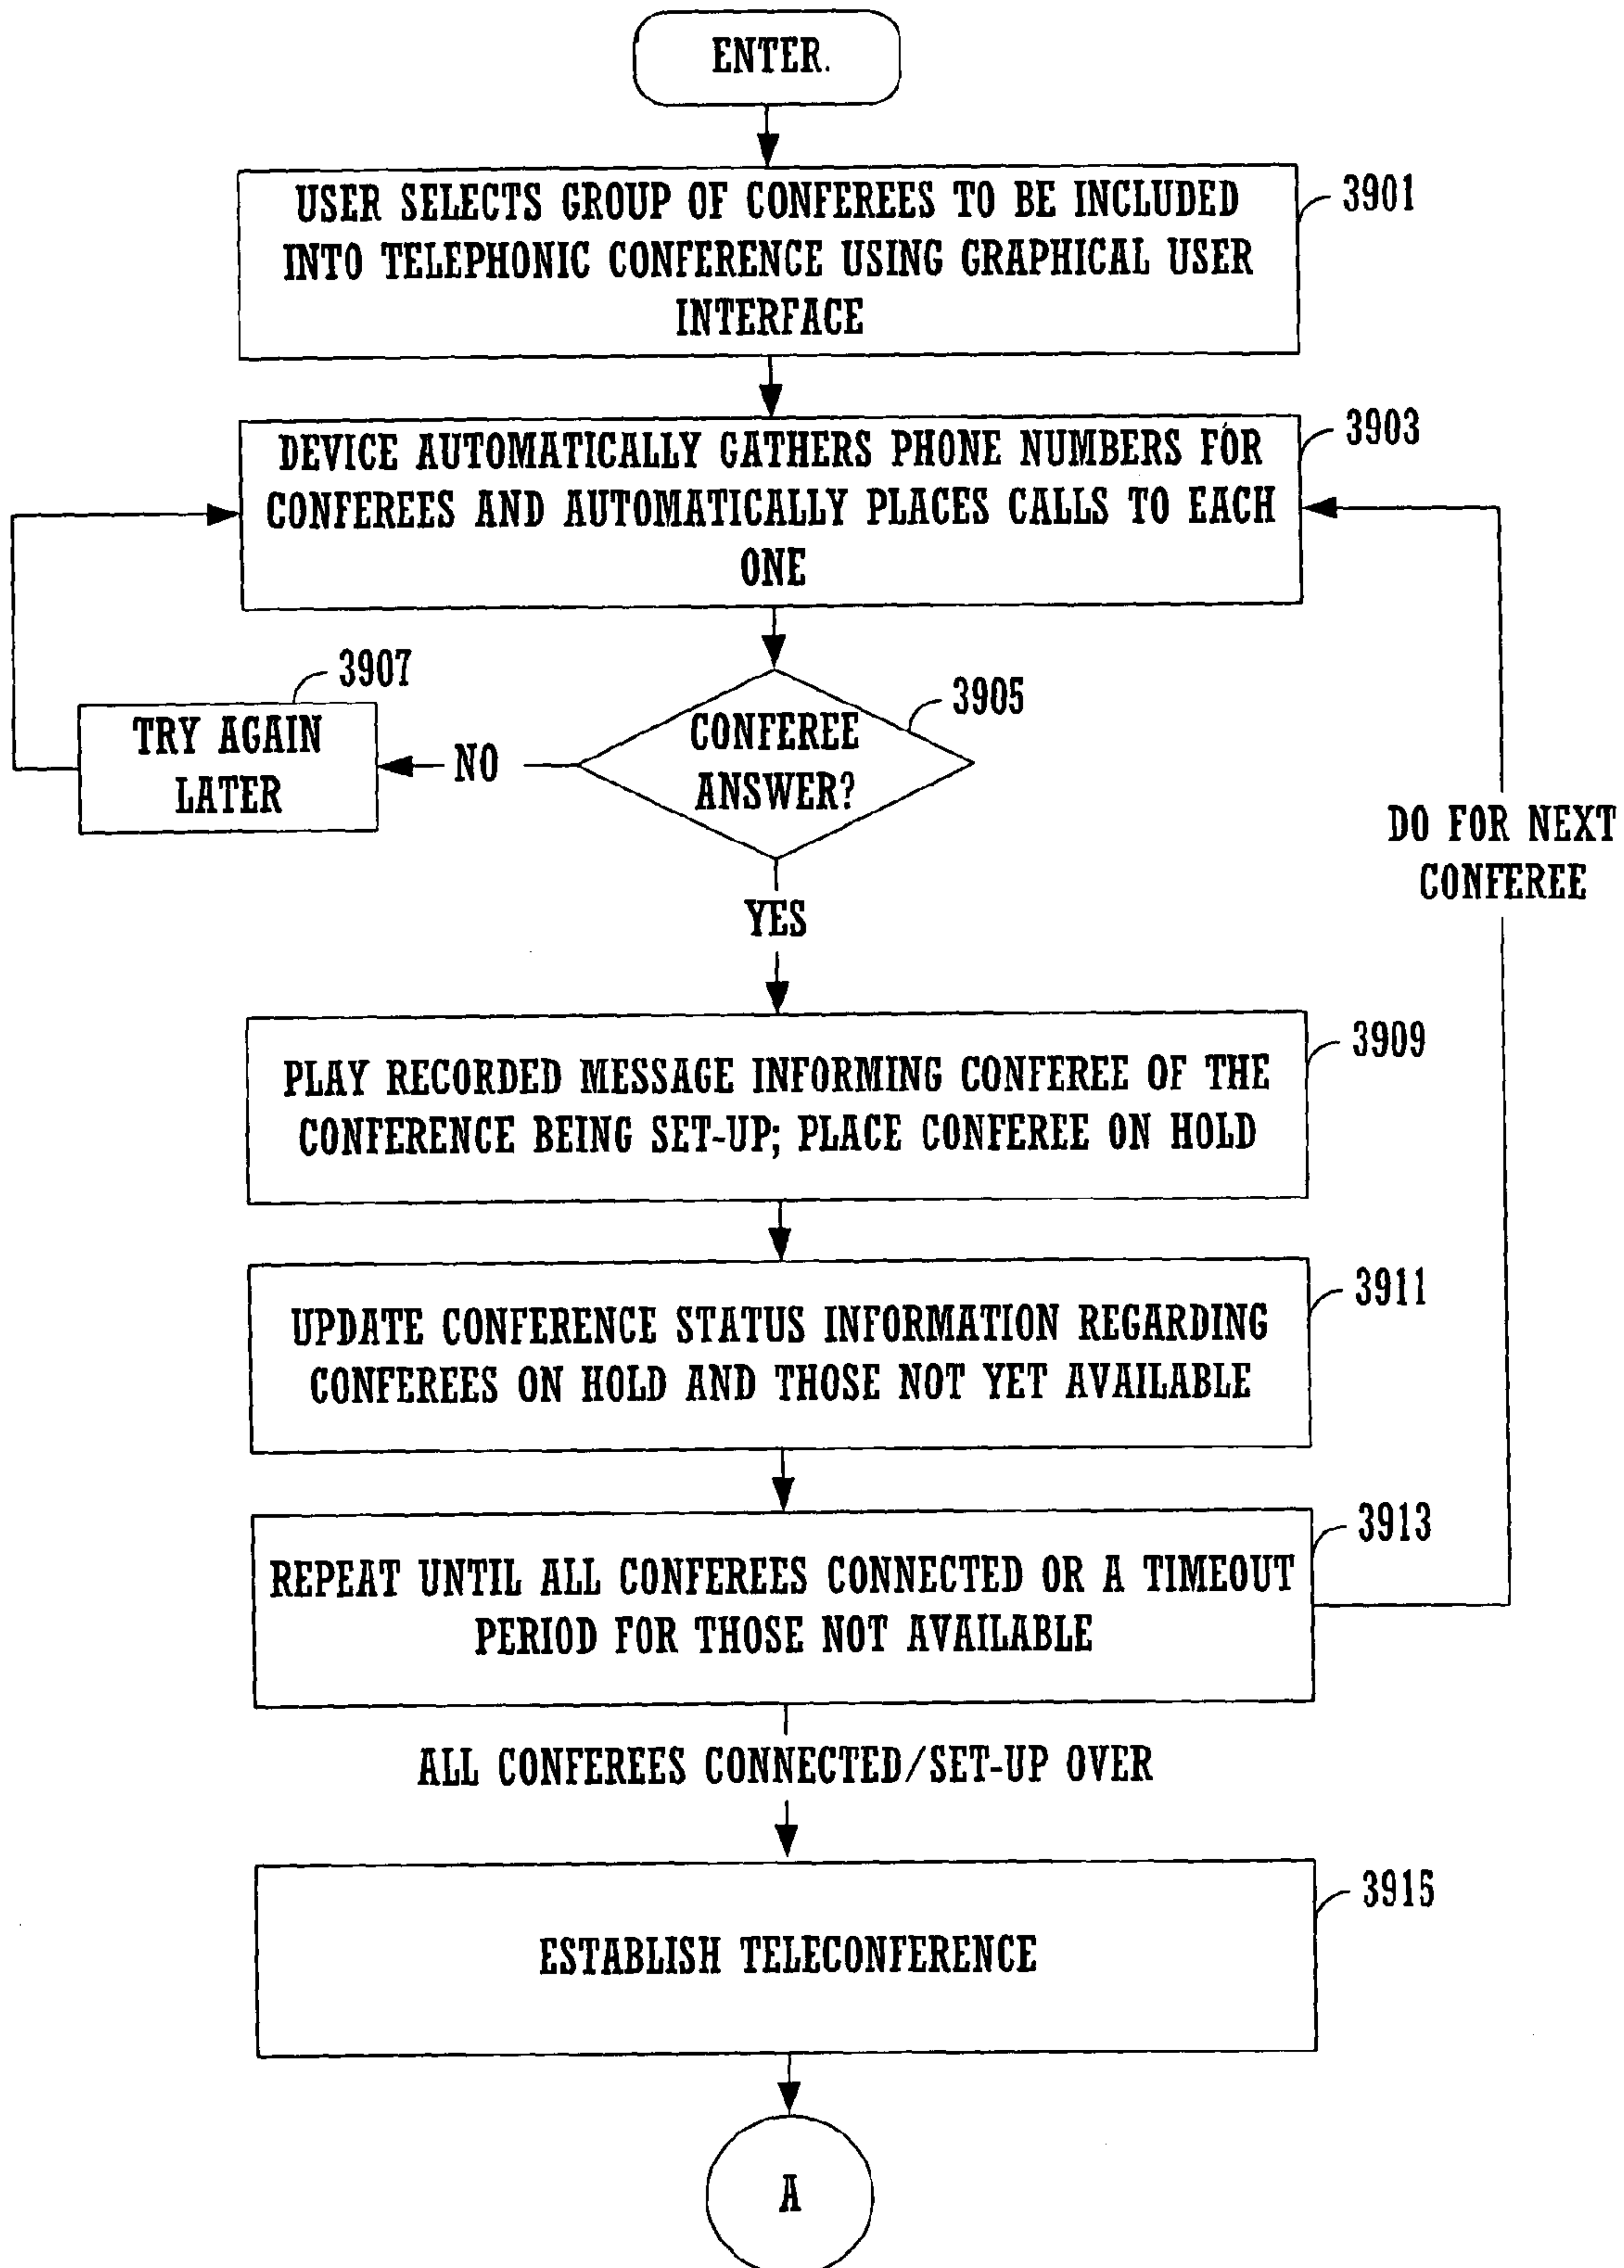 ENTER.
USER SELECTS GROUP OF CONFEREES TO BE INCLUDED
INTO TELEPHONIC CONFERENCE USING GRAPHICAL USER
INTERFACE
3901
DEVICE AUTOMATICALLY GATHERS PHONE NUMBERS FOR
CONFEREES AND AUTOMATICALLY PLACES CALLS TO EACH
ONE
3903
3907
TRY AGAIN
LATER
NO
CONFEREE
ANSWER?
3905
DO FOR NEXT
CONFEREE
YES
PLAY RECORDED MESSAGE INFORMING CONFEREE OF THE
CONFERENCE BEING SET-UP; PLACE CONFEREE ON HOLD
3909
UPDATE CONFERENCE STATUS INFORMATION REGARDING
CONFEREES ON HOLD AND THOSE NOT YET AVAILABLE
3911
REPEAT UNTIL ALL CONFEREES CONNECTED OR A TIMEOUT
PERIOD FOR THOSE NOT AVAILABLE
3913
ALL CONFEREES CONNECTED/SET-UP OVER
ESTABLISH TELECONFERENCE
3915
A